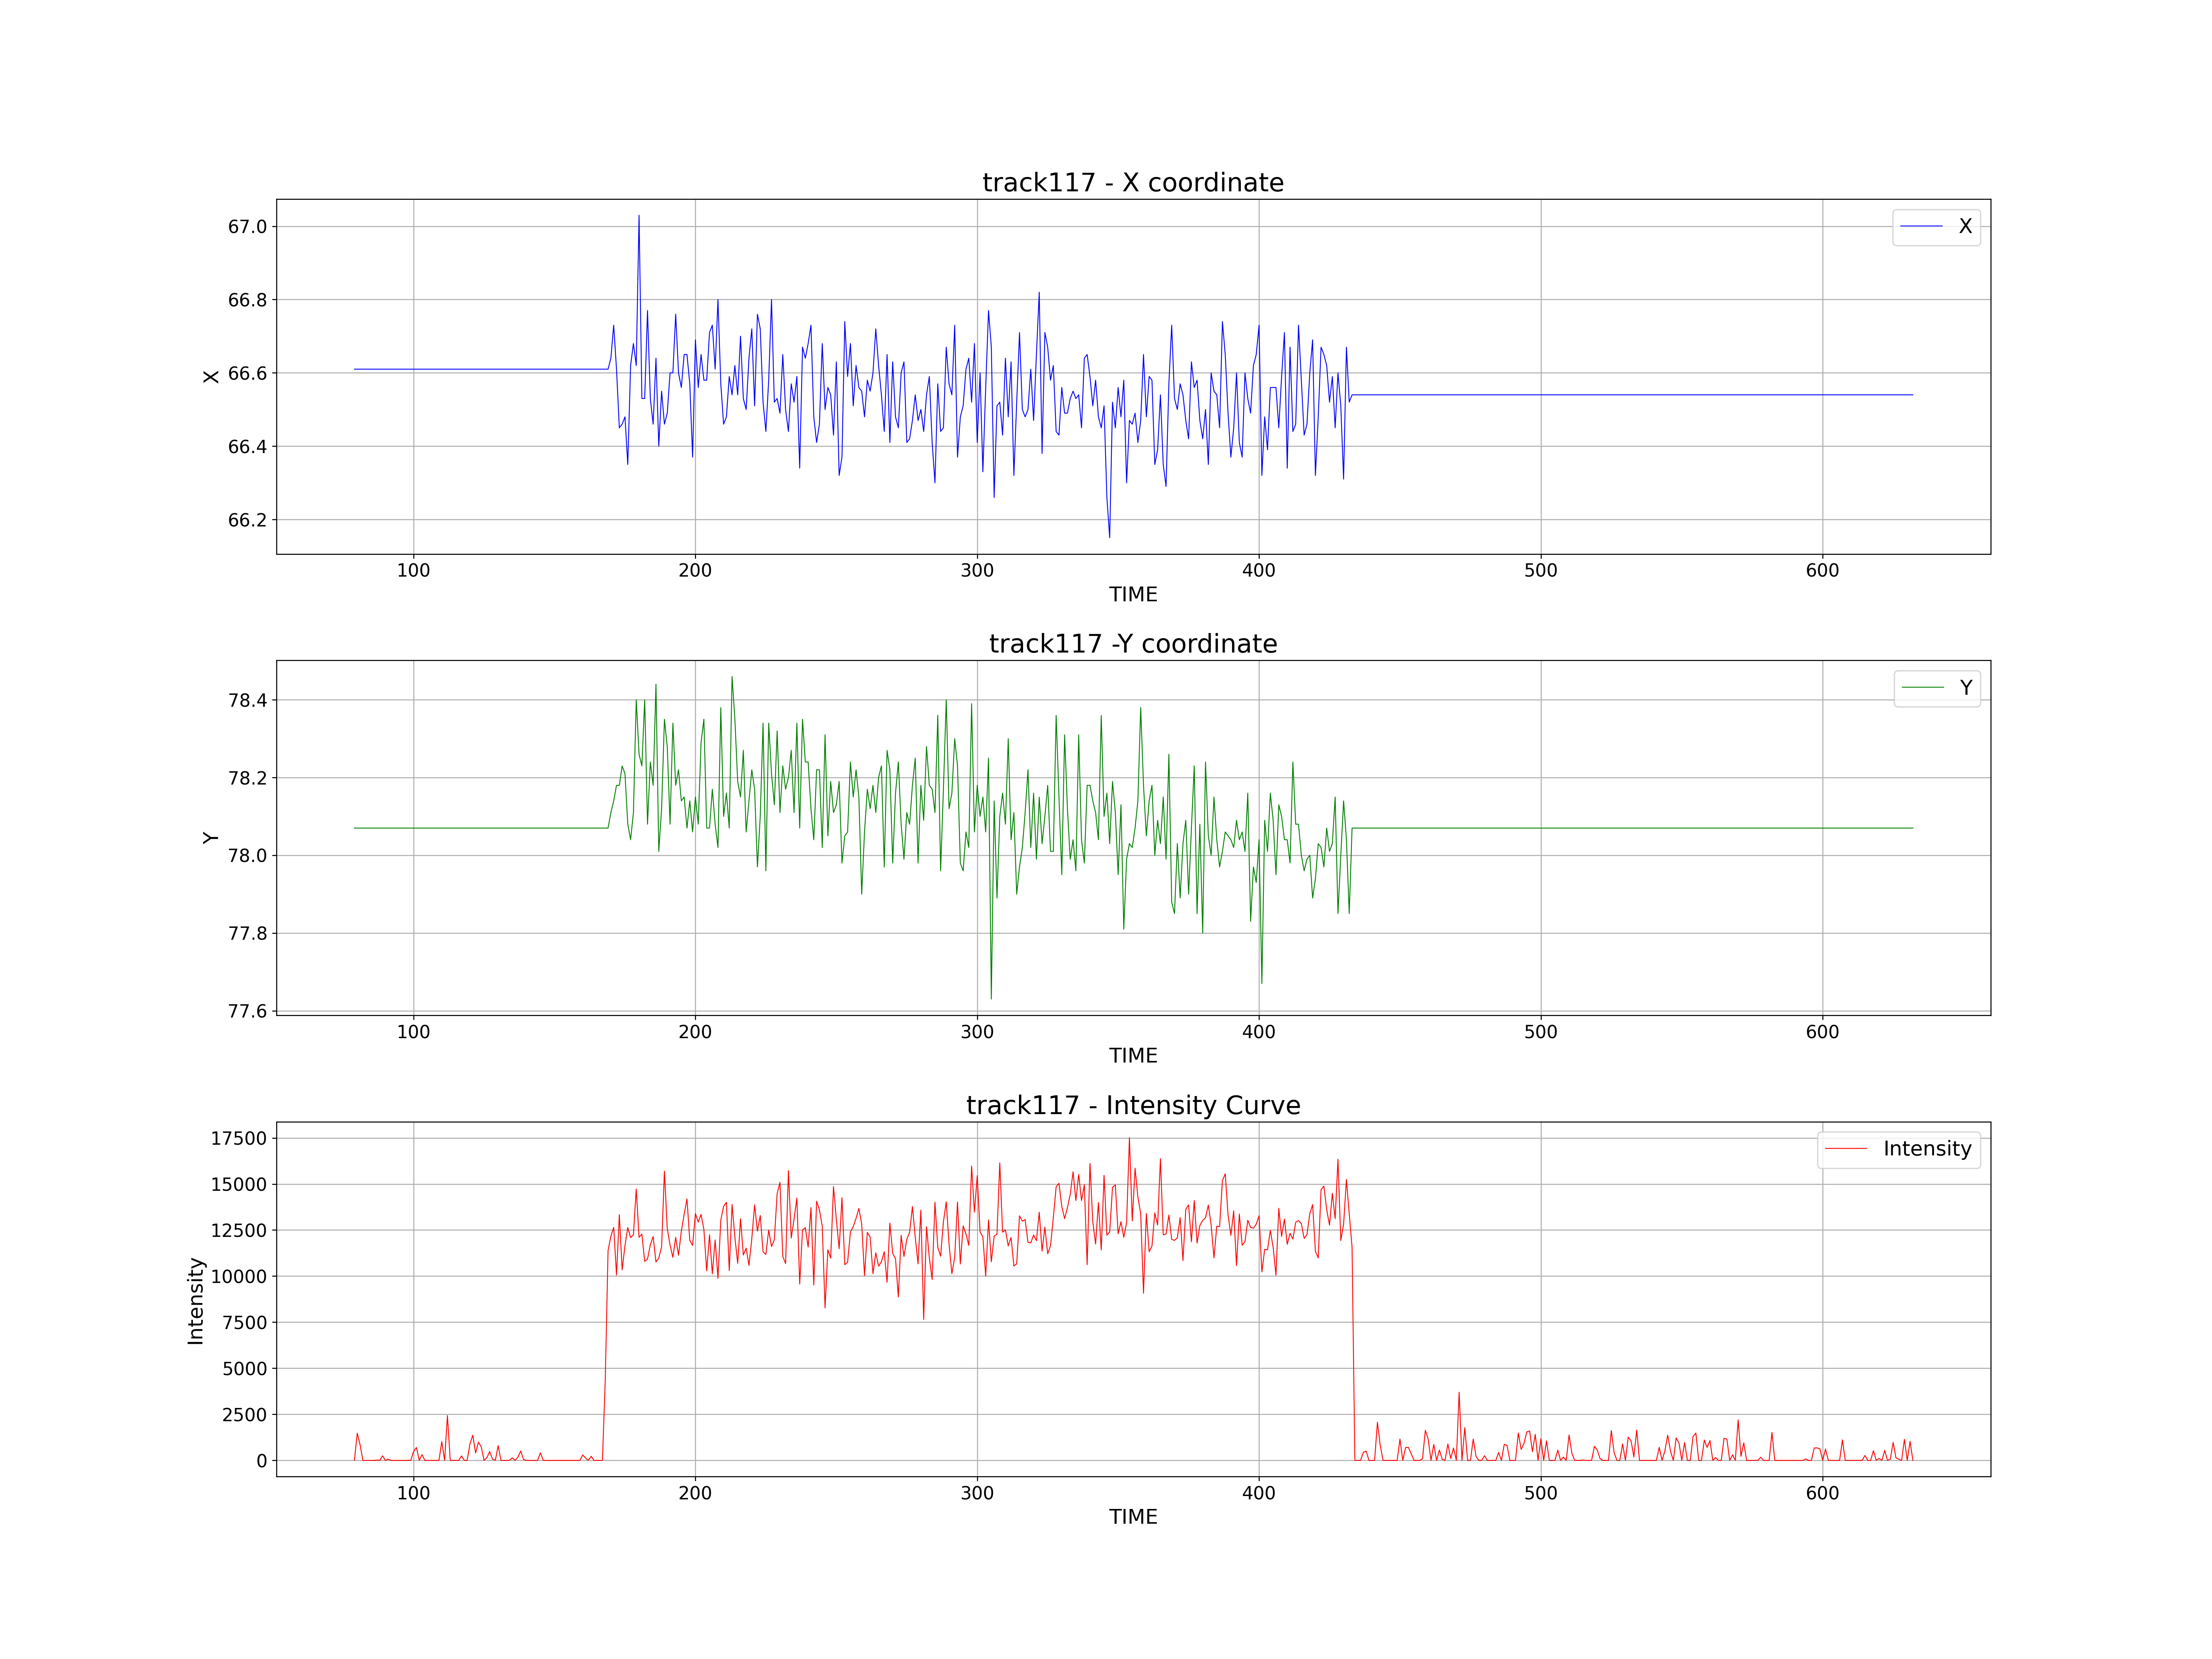 track117 - X coordinate
67.0
66.8
66.6
66.4
66.2
X
X
100 200 300 400 500 600
TIME
track117 -Y coordinate
78.4
78.2
78.0
77.8
77.6
Y
Y
100 200 300 400 500 600
TIME
track117 - Intensity Curve
17500
15000
12500
10000
7500
5000
2500
0
Intensity
Intensity
100 200 300 400 500 600
TIME